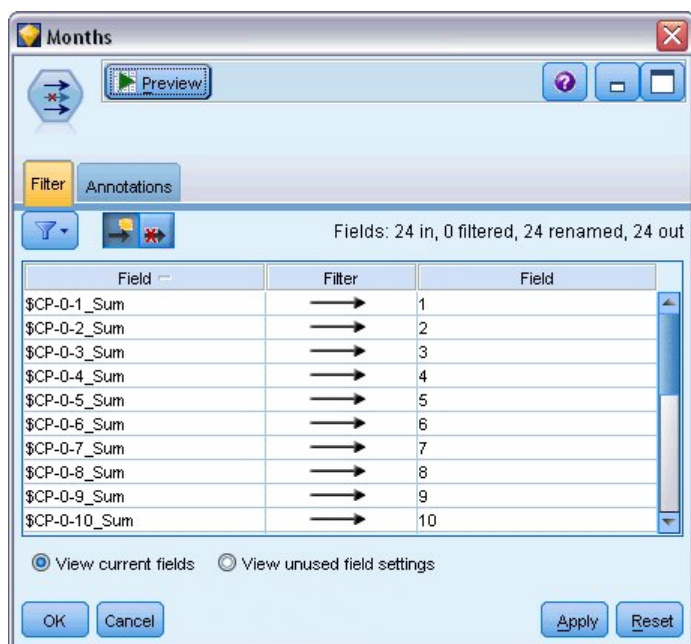 Months
Preview
Filter Annotations
Fields: 24 in, 0 filtered, 24 renamed, 24 out
Field Filter Field
$CP-0-1_Sum 1
$CP-0-2_Sum 2
$CP-0-3_Sum 3
$CP-0-4_Sum 4
$CP-0-5_Sum 5
$CP-0-6_Sum 6
$CP-0-7_Sum 7
$CP-0-8_Sum 8
$CP-0-9_Sum 9
$CP-0-10_Sum 10
View current fields View unused field settings
OK Cancel Apply Reset